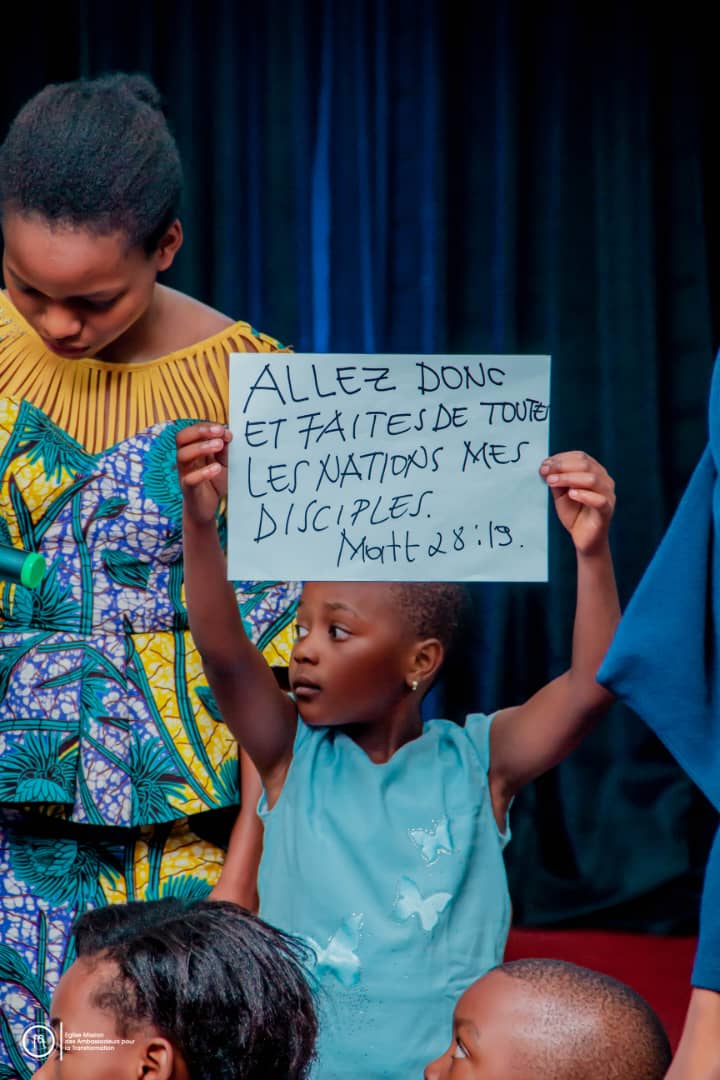 ALLEZ DONC
ET FAITES DE TOUTE
LES NATIONS MES
DISCIPLES.
Matt 28:19.
Eglise Mission
des Ambassadeurs pour
la Transformation